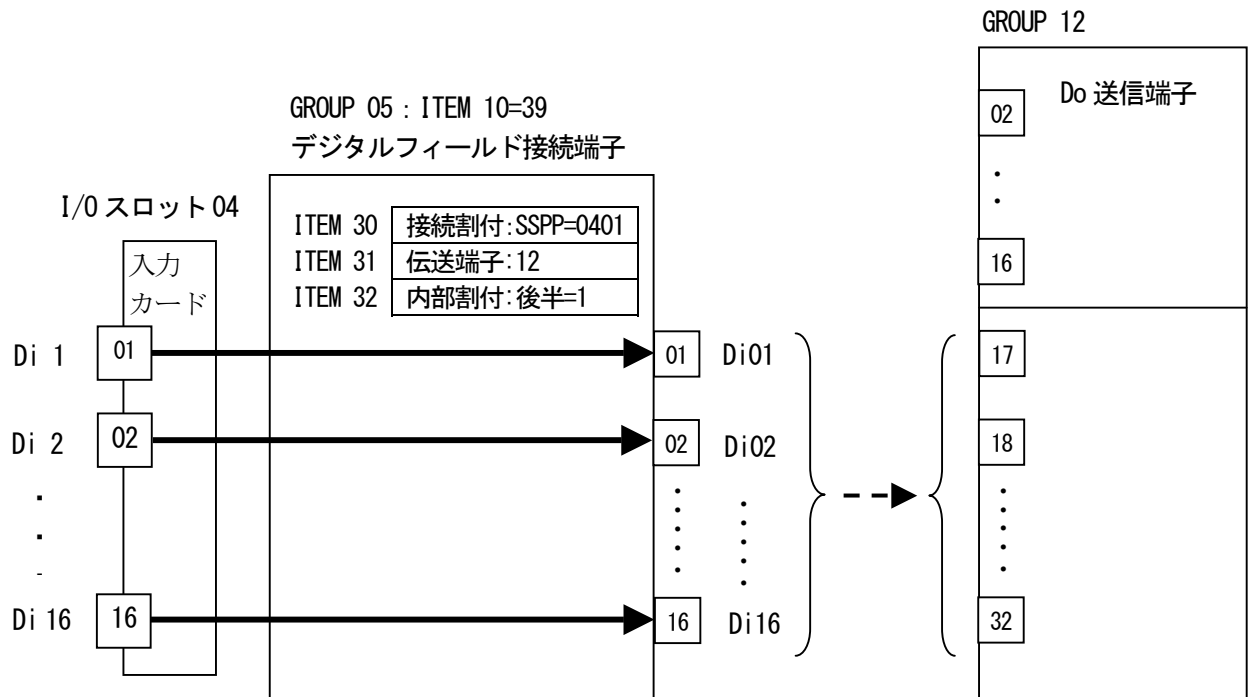 GROUP 12
Do 送信端子
02
16
17
18
32
GROUP 05 : ITEM 10=39
デジタルフィールド接続端子
ITEM 30 接続割付:SSPP=0401
ITEM 31 伝送端子:12
ITEM 32 内部割付:後半=1
I/O スロット 04
入力
カード
Di 1 01
Di 2 02
Di 16 16
01 Di01
02 Di02
16 Di16